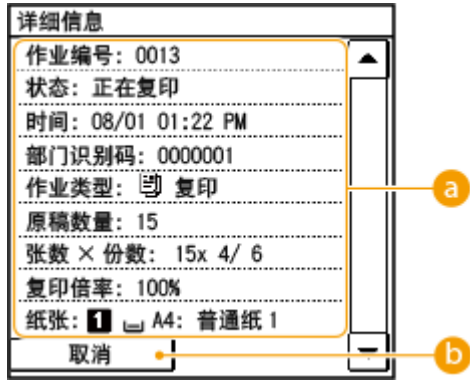 详细信息
作业编号: 0013
状态: 正在复印
时间: 08/01 01:22 PM
部门识别码: 0000001
作业类型: 复印
原稿数量: 15
张数 × 份数: 15x 4/ 6
复印倍率: 100%
纸张: 1 A4: 普通纸 1
取消
a
b